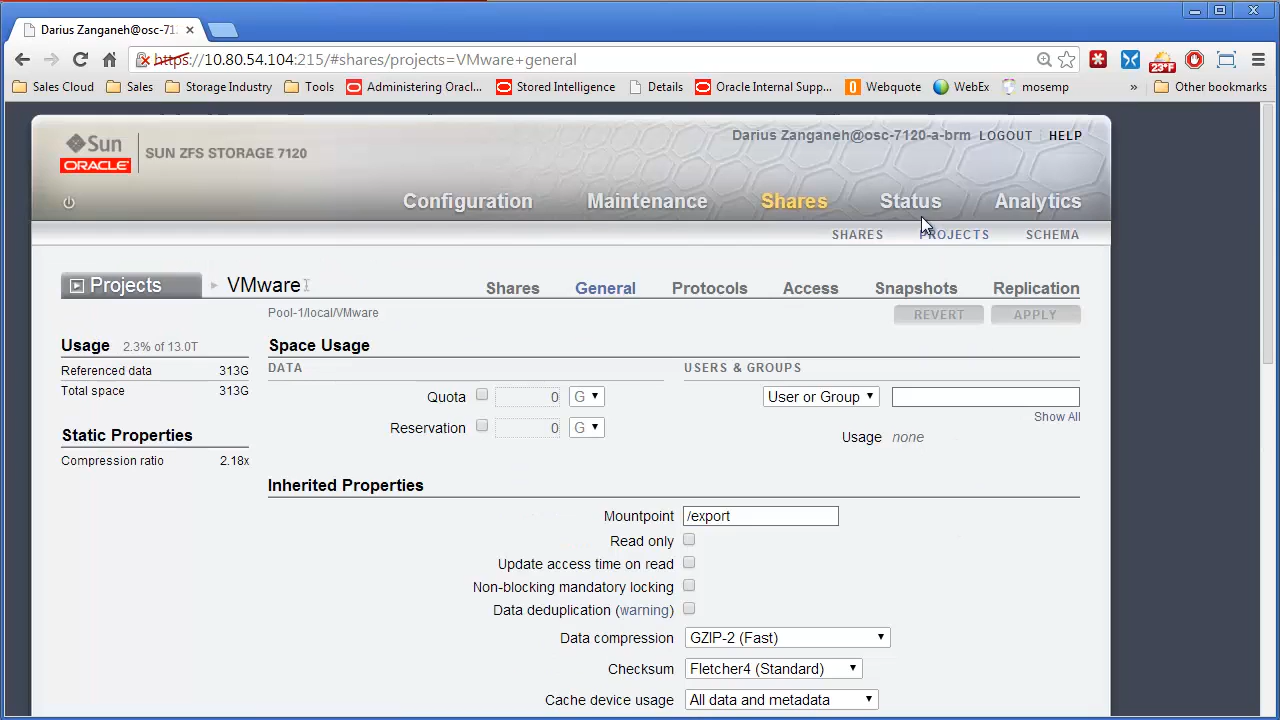 Darius Zanganeh@osc-71
https://10.80.54.104:215/#shares/projects=VMware+general
23°F
Sales Cloud Sales Storage Industry Tools Administering Orac... Stored Intelligence Details Oracle Internal Supp... Webquote WebEx mosemp » Other bookmarks
Sun
ORACLE
SUN ZFS STORAGE 7120
Darius Zanganeh@osc-7120-a-brm LOGOUT HELP
Configuration Maintenance Shares Status Analytics
SHARES PROJECTS SCHEMA
Projects VMware Shares General Protocols Access Snapshots Replication
Pool-1/local/VMware
REVERT APPLY
Usage 2.3% of 13.0T
Referenced data 313G
Total space 313G
Static Properties
Compression ratio 2.18x
Space Usage
DATA
Quota 0 G
Reservation 0 G
USERS & GROUPS
User or Group
Show All
Usage none
Inherited Properties
Mountpoint /export
Read only
Update access time on read
Non-blocking mandatory locking
Data deduplication (warning)
Data compression GZIP-2 (Fast)
Checksum Fletcher4 (Standard)
Cache device usage All data and metadata